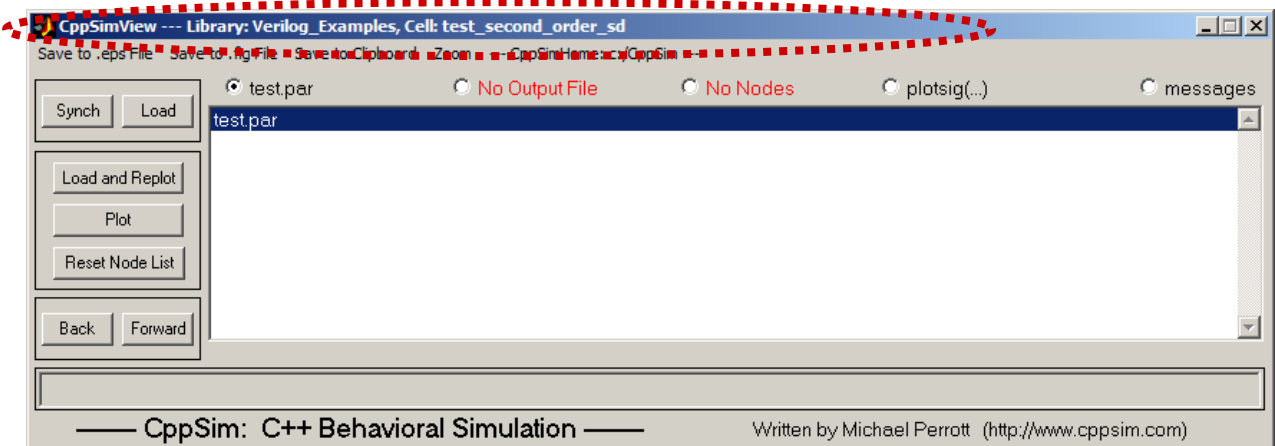 CppSimView --- Library: Verilog_Examples, Cell: test_second_order_sd
Save to .eps File Save to .fig File Save to Clipboard Zoom --- CppSimHome: c:/CppSim ---
test.par No Output File No Nodes plotsig(...) messages
Synch Load
test.par
Load and Replot
Plot
Reset Node List
Back Forward
CppSim: C++ Behavioral Simulation
Written by Michael Perrott (http://www.cppsim.com)